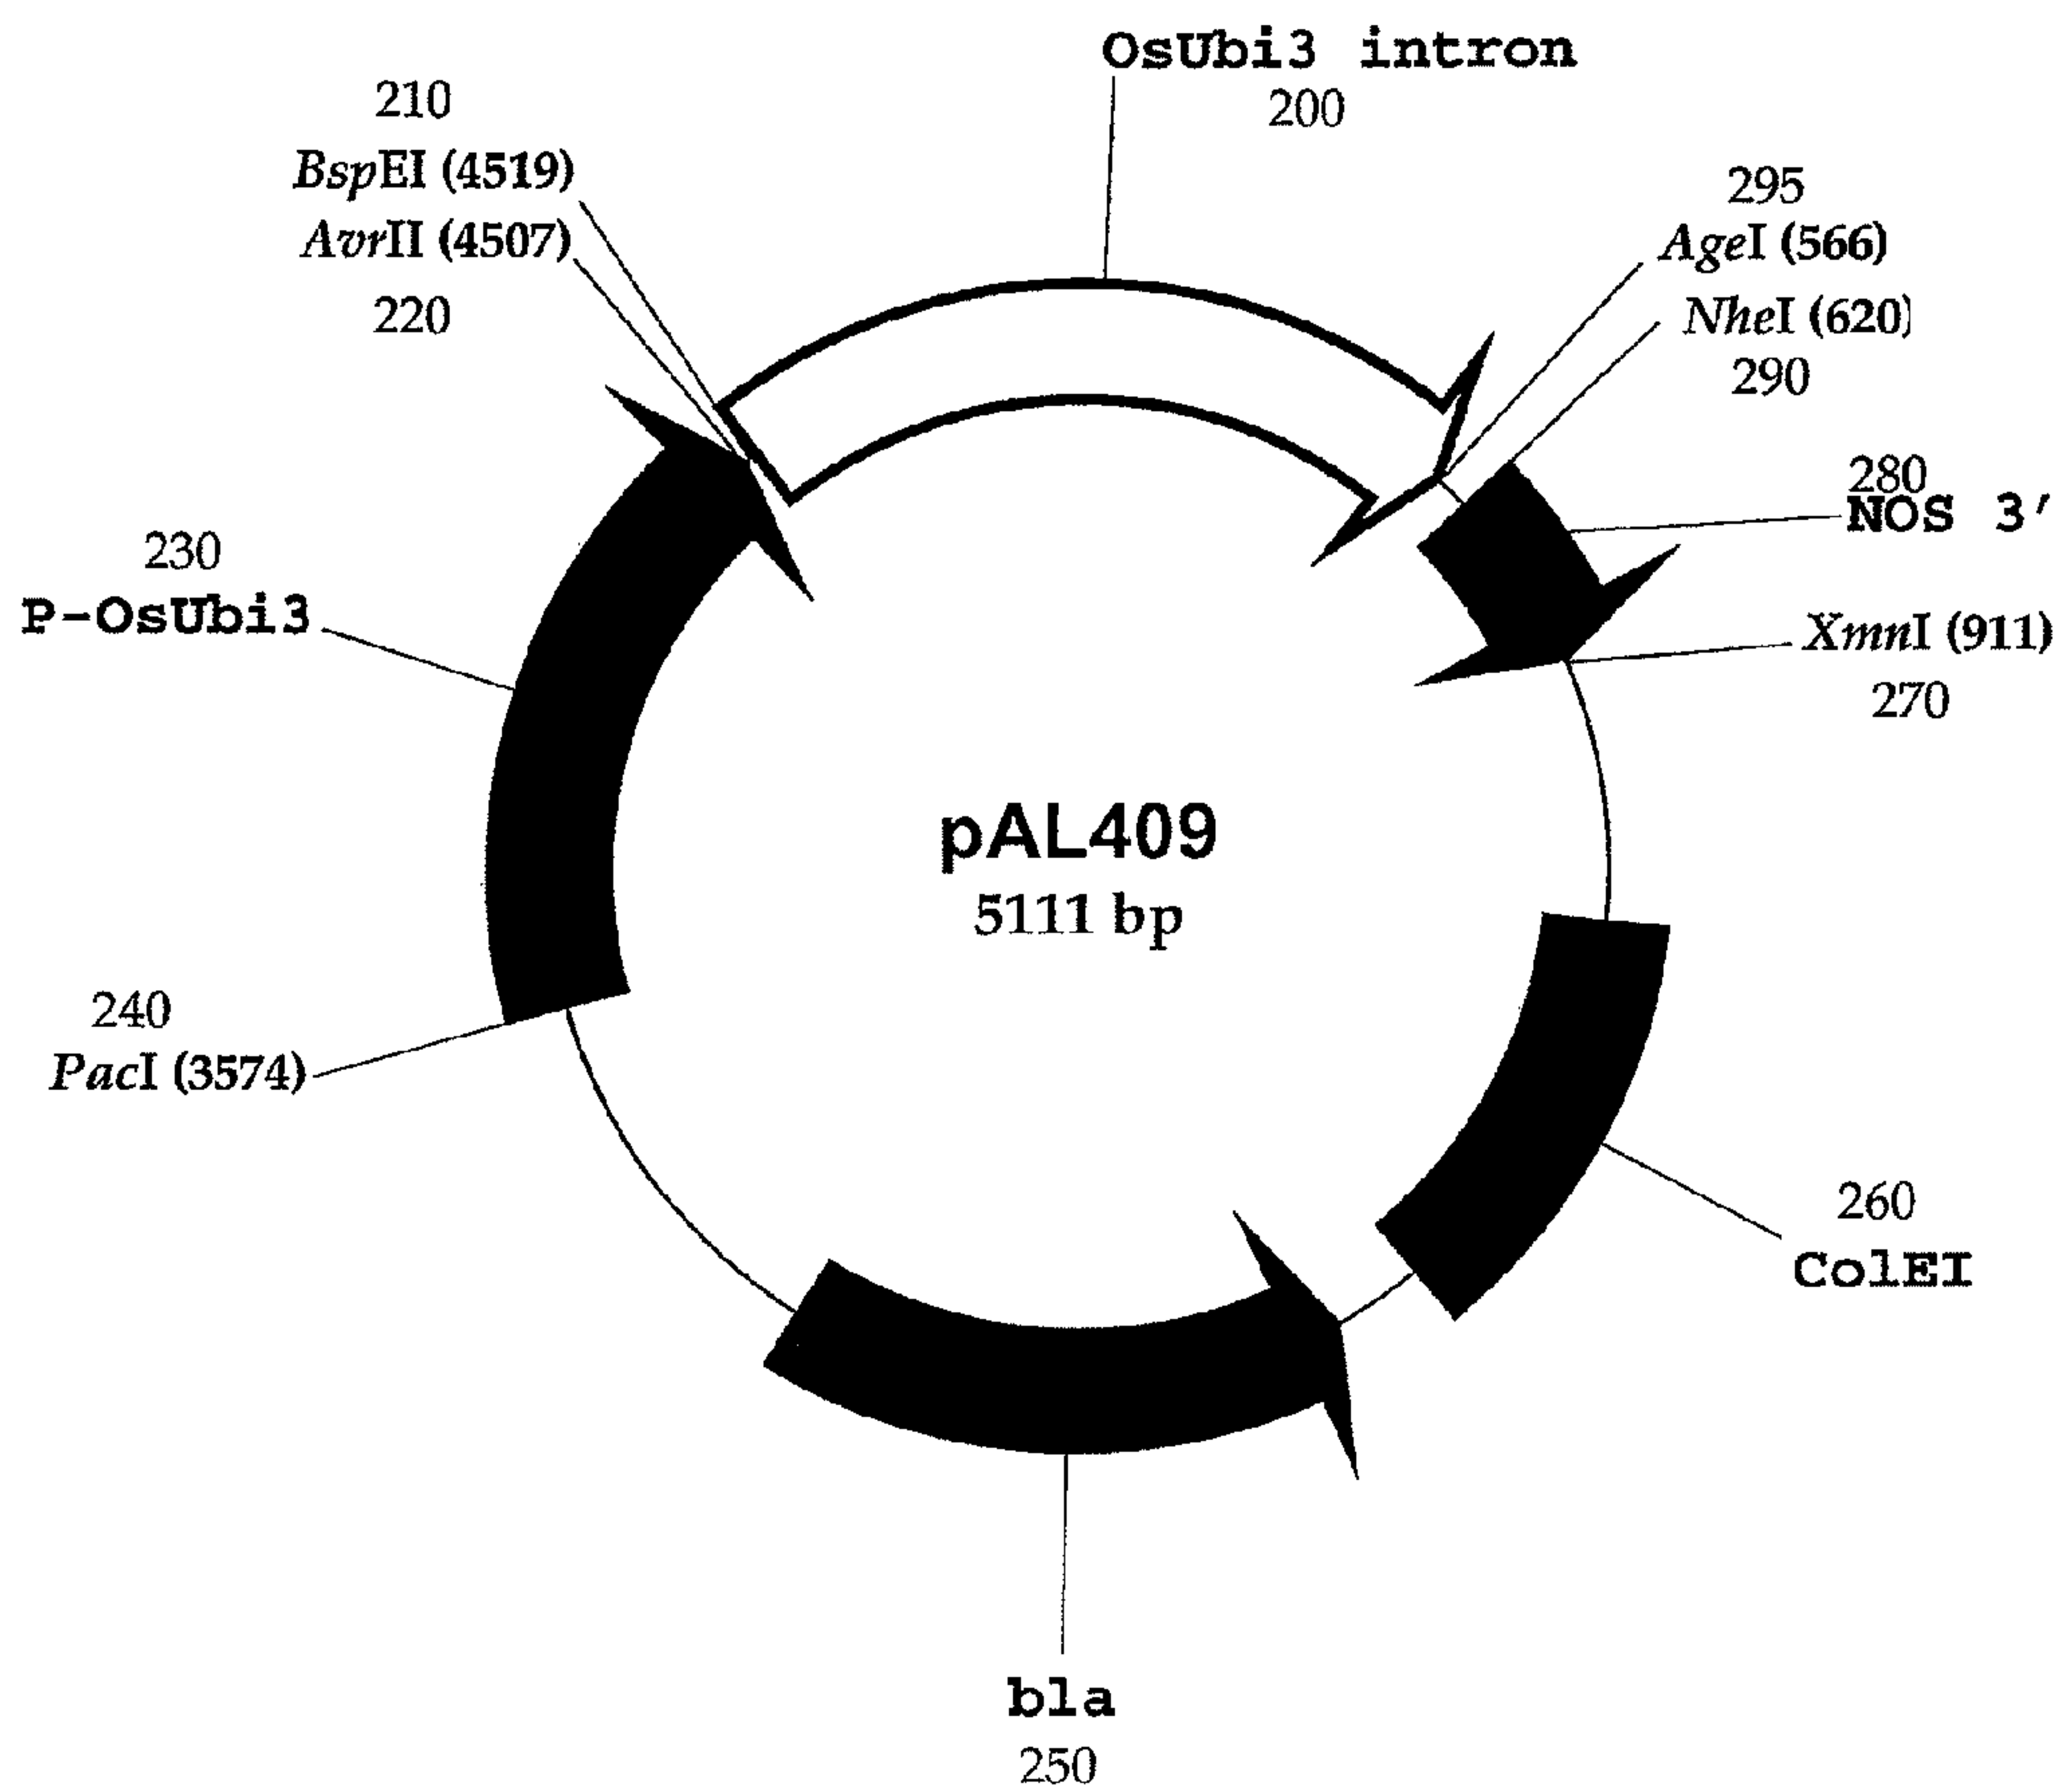 OsUbi3 intron
200
210
BspEI (4519)
AvrII (4507)
220
295
AgeI (566)
NheI (620)
290
280
NOS 3'
XmnI (911)
270
230
P-OsUbi3
pAL409
5111 bp
240
PacI (3574)
260
ColEI
bla
250